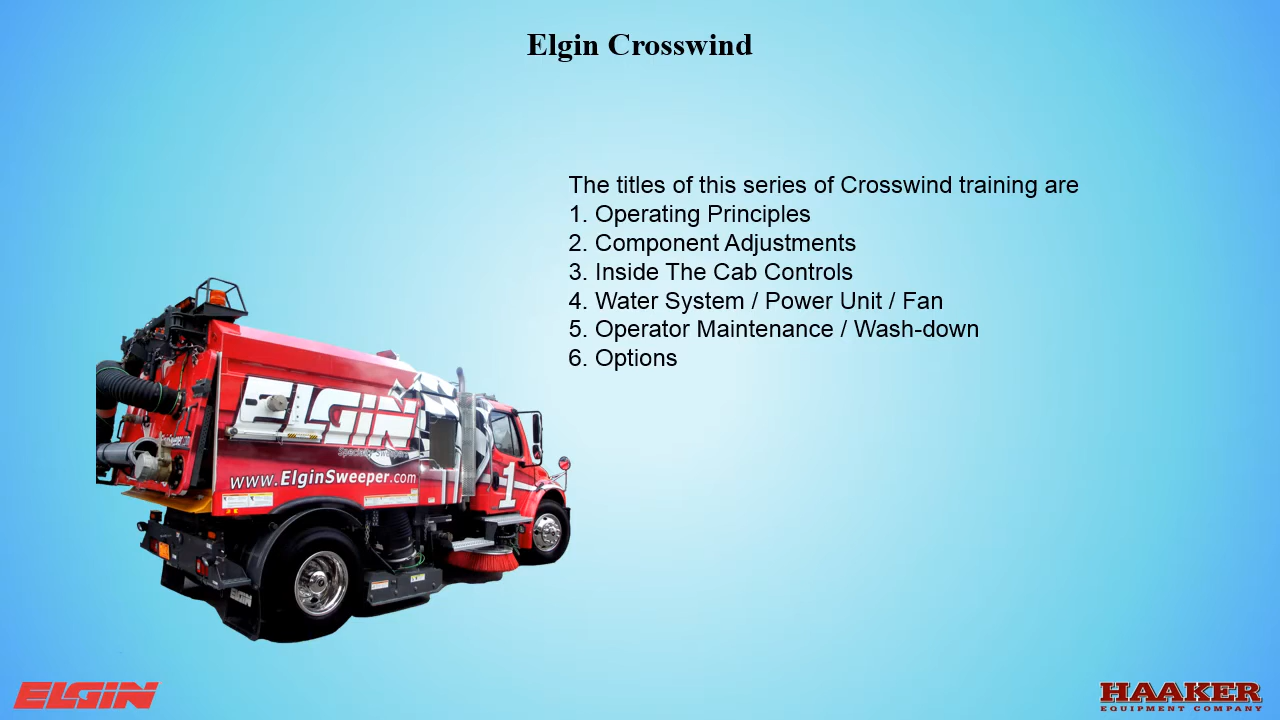 Elgin Crosswind
The titles of this series of Crosswind training are
1. Operating Principles
2. Component Adjustments
3. Inside The Cab Controls
4. Water System / Power Unit / Fan
5. Operator Maintenance / Wash-down
6. Options
ELGIN
www.ElginSweeper.com
1
ELGIN
ELGIN
HAAKER
EQUIPMENT COMPANY